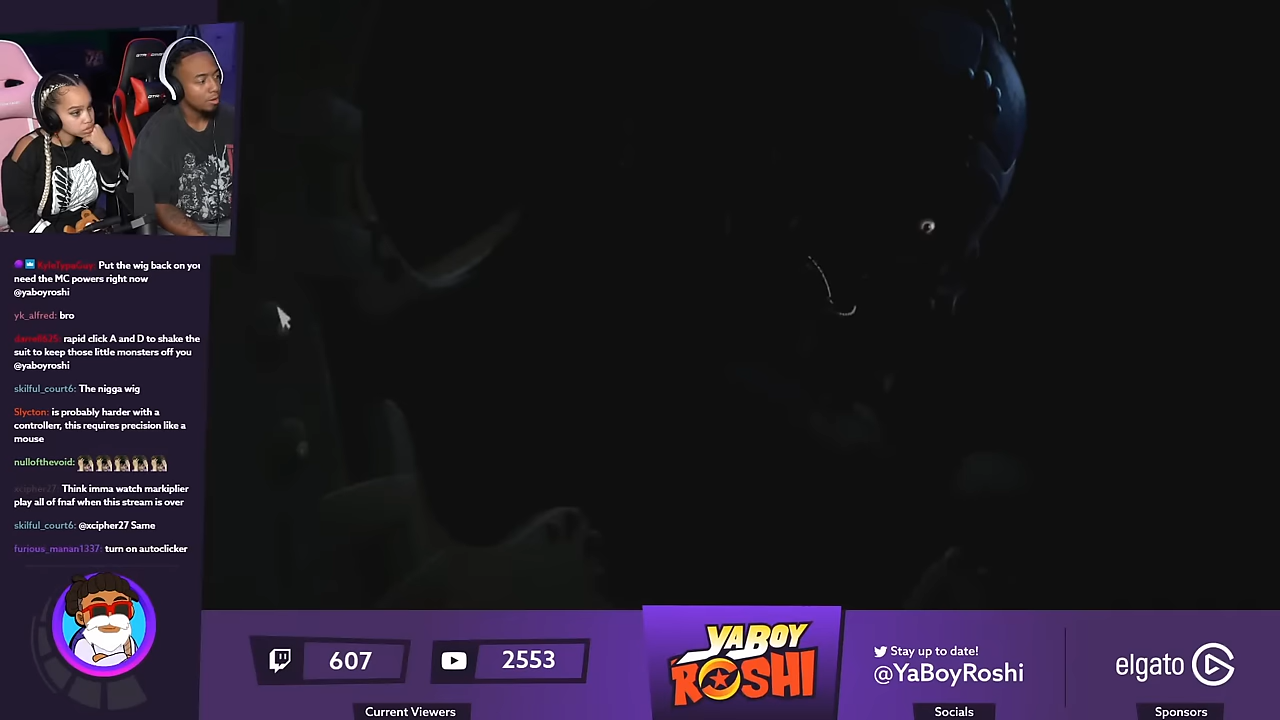 KyleTypeGuy: Put the wig back on you
need the MC powers right now
@yaboyroshi
yk_alfred: bro
rapid click A and D to shake the
suit to keep those little monsters off you
@yaboyroshi
skilful_court6: The nigga wig
Slycton: is probably harder with a
controllerr, this requires precision like a
mouse
nullofthevoid:
xcipher27: Think imma watch markiplier
play all of fnaf when this stream is over
skilful_court6: @xcipher27 Same
furious_manan1337: turn on autoclicker
607
2553
Current Viewers
YABOY
ROSHI
Stay up to date!
@YaBoyRoshi
Socials
elgato
Sponsors